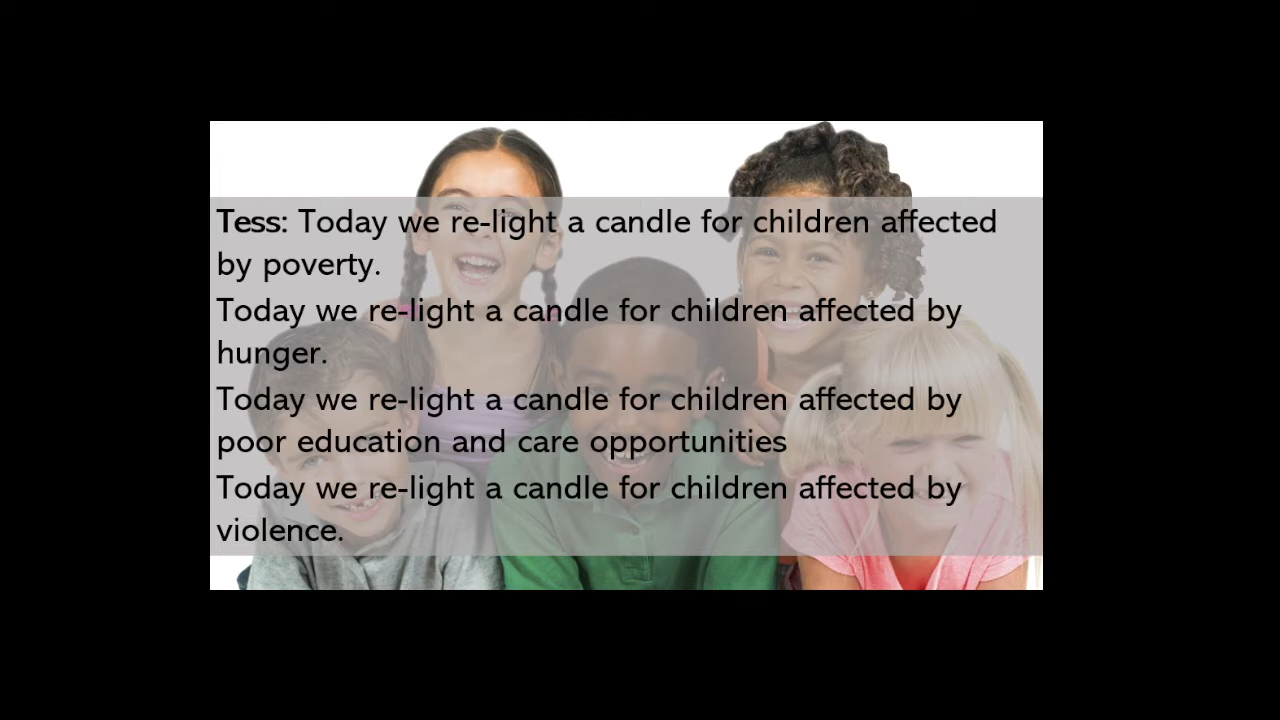 Tess: Today we re-light a candle for children affected
by poverty.
Today we re-light a candle for children affected by
hunger.
Today we re-light a candle for children affected by
poor education and care opportunities
Today we re-light a candle for children affected by
violence.